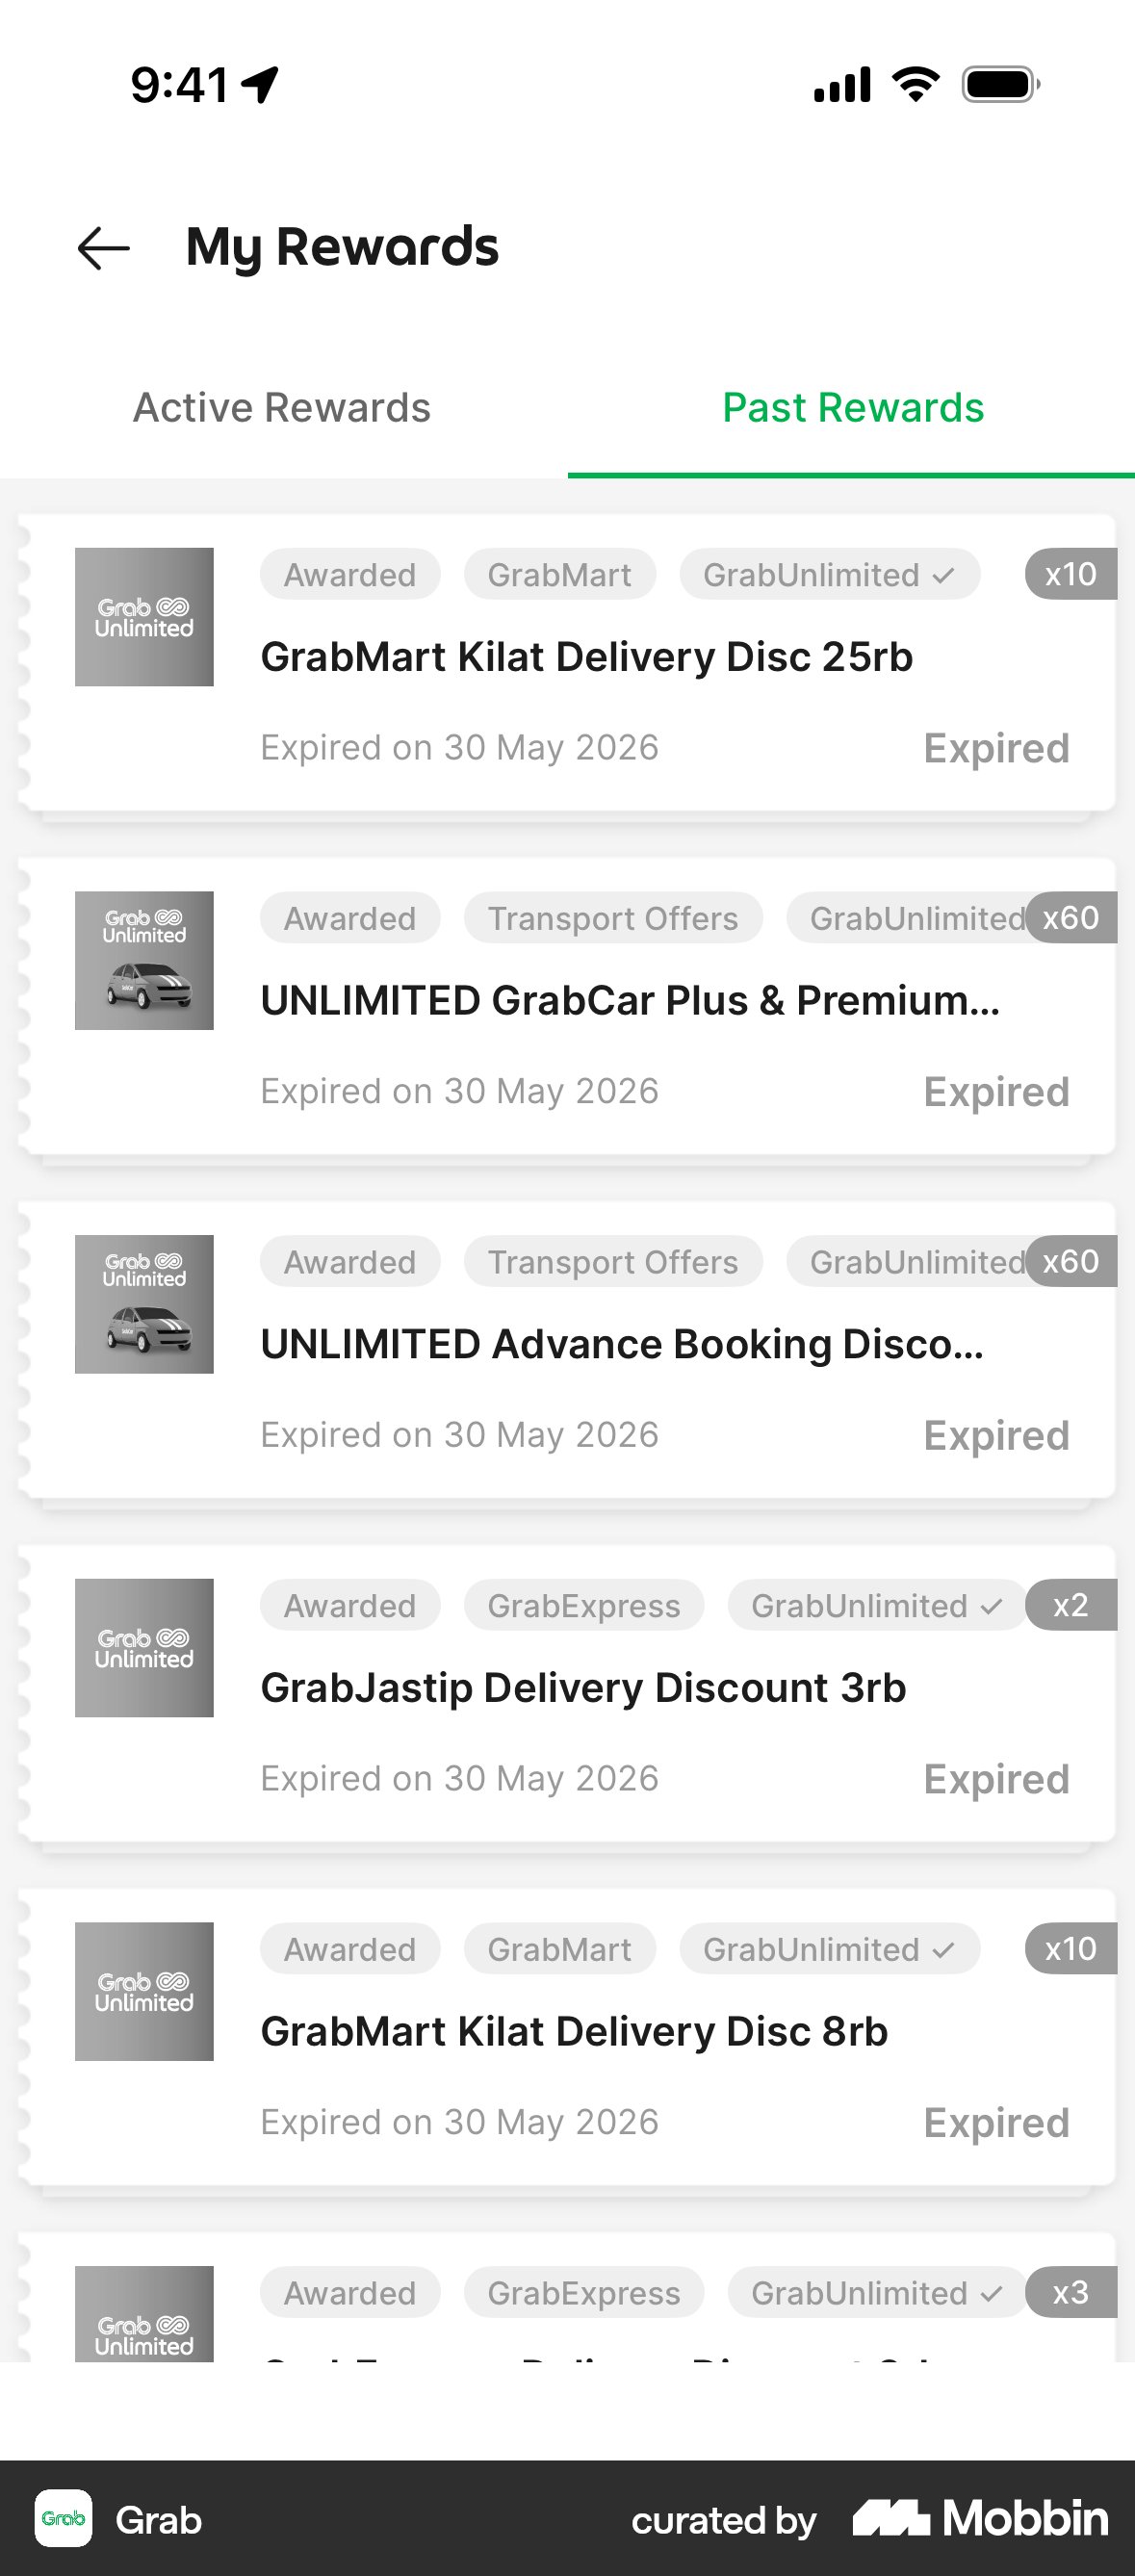 9:41
My Rewards
Active Rewards
Past Rewards
Grab
Unlimited
Awarded
GrabMart
GrabUnlimited ✓
x10
GrabMart Kilat Delivery Disc 25rb
Expired on 30 May 2026
Expired
Grab
Unlimited
Awarded
Transport Offers
GrabUnlimited
x60
UNLIMITED GrabCar Plus & Premium...
Expired on 30 May 2026
Expired
Grab
Unlimited
Awarded
Transport Offers
GrabUnlimited
x60
UNLIMITED Advance Booking Disco...
Expired on 30 May 2026
Expired
Grab
Unlimited
Awarded
GrabExpress
GrabUnlimited ✓
x2
GrabJastip Delivery Discount 3rb
Expired on 30 May 2026
Expired
Grab
Unlimited
Awarded
GrabMart
GrabUnlimited ✓
x10
GrabMart Kilat Delivery Disc 8rb
Expired on 30 May 2026
Expired
Grab
Unlimited
Awarded
GrabExpress
GrabUnlimited ✓
x3
Grab
Grab
curated by
Mobbin